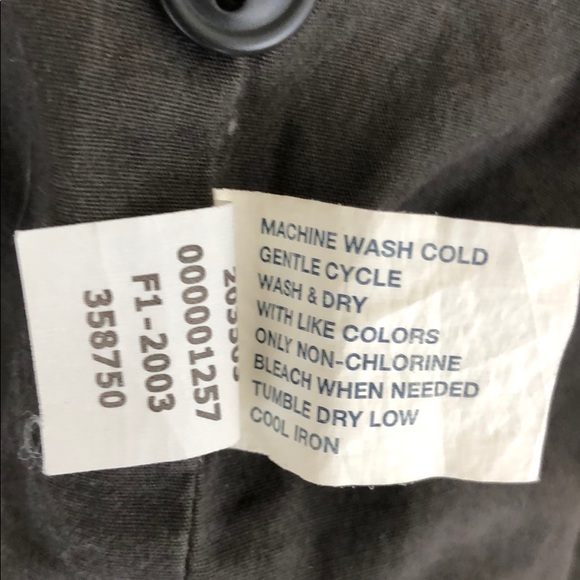 MACHINE WASH COLD
GENTLE CYCLE
WASH & DRY
WITH LIKE COLORS
ONLY NON-CHLORINE
BLEACH WHEN NEEDED
TUMBLE DRY LOW
COOL IRON
000001257
F1-2003
358750